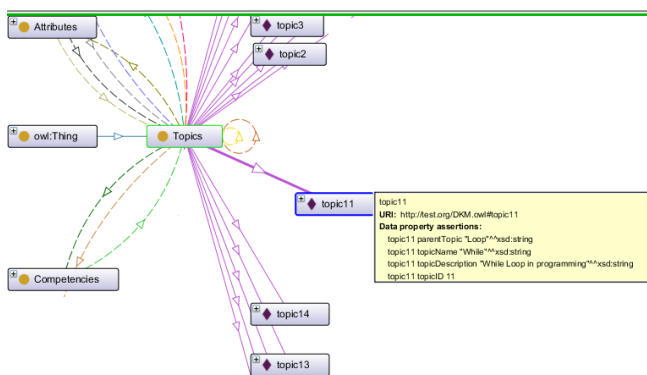 Attributes
topic3
topic2
owl:Thing
Topics
topic11
topic11
URI: http://test.org/DKM.owl#topic11
Data property assertions:
topic11 parentTopic "Loop"^^xsd:string
topic11 topicName "While"^^xsd:string
topic11 topicDescription "While Loop in programming"^^xsd:string
topic11 topicID 11
Competencies
topic14
topic13